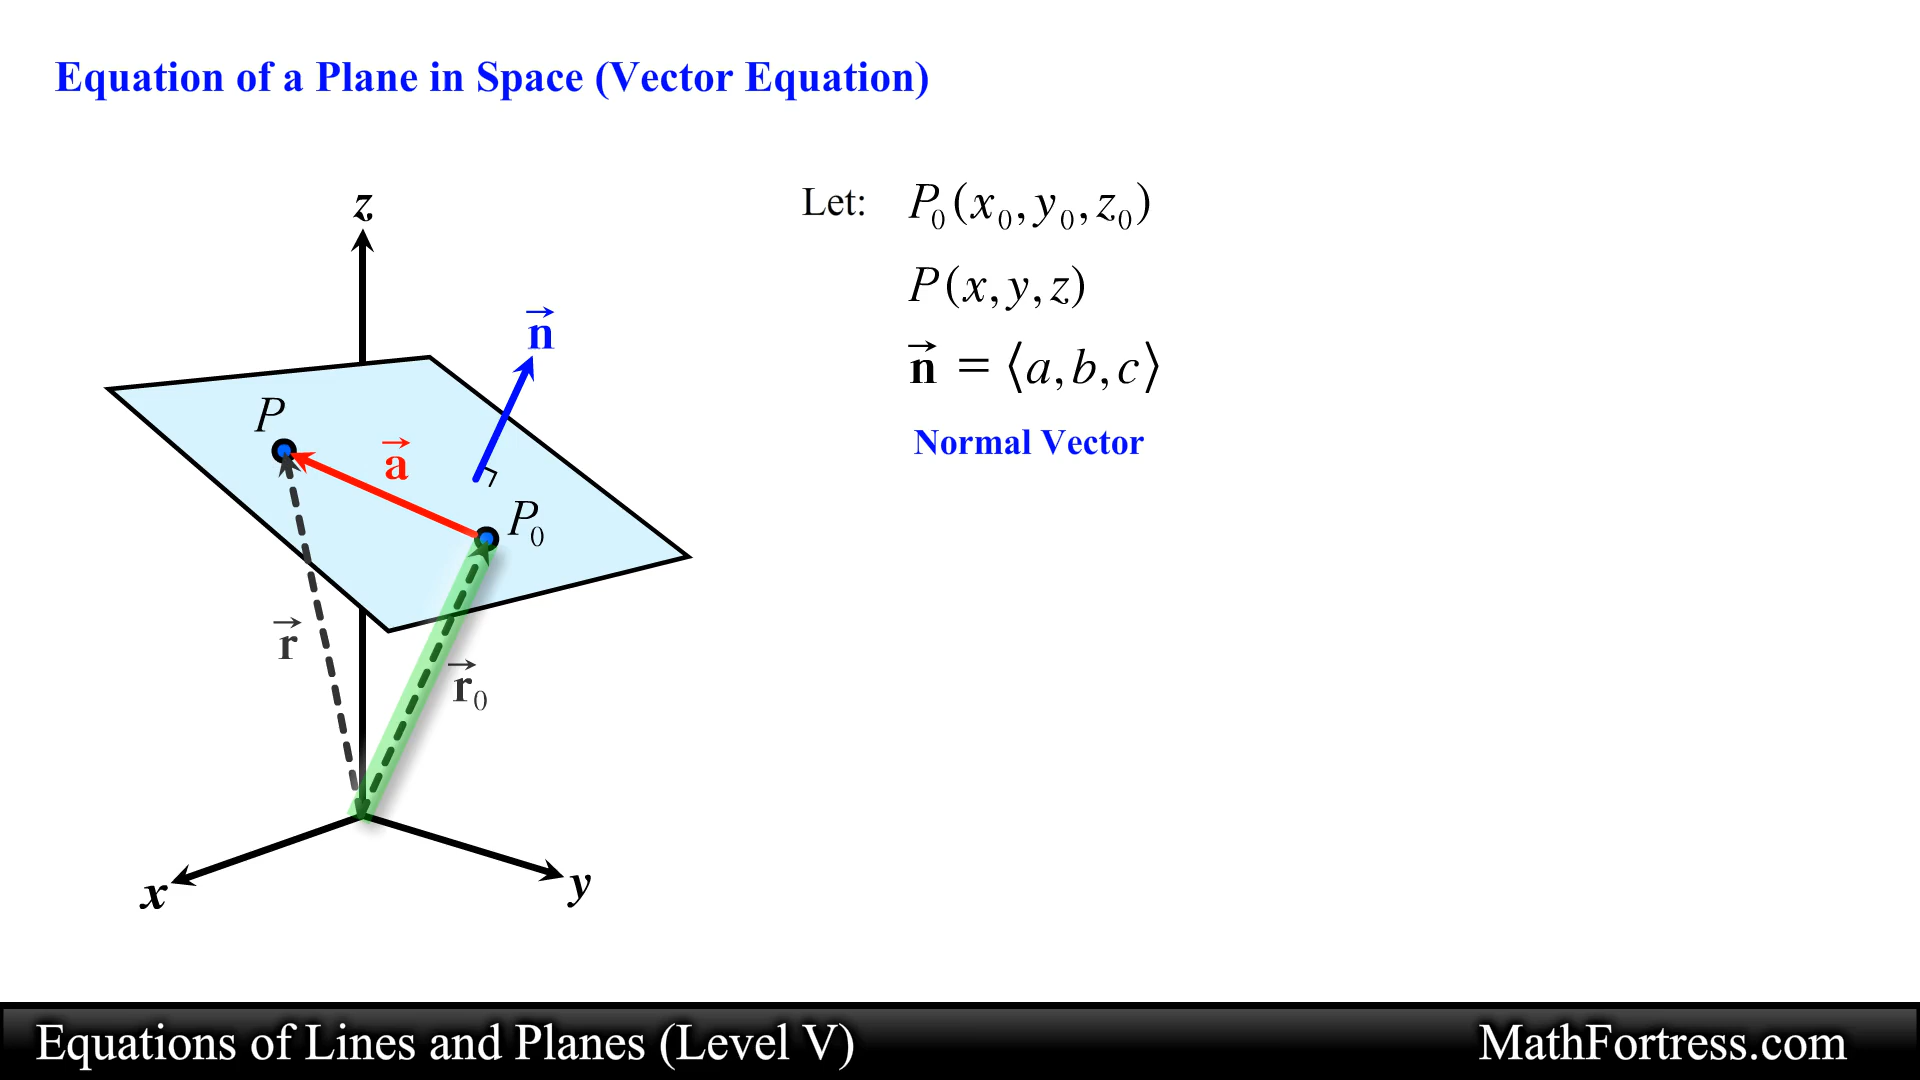 Equation of a Plane in Space (Vector Equation)
Let: P₀(x₀, y₀, z₀)
P(x, y, z)
n⃗ = ⟨a, b, c⟩
Normal Vector
z
n⃗
P
a⃗
P₀
r⃗
r⃗₀
x
y
Equations of Lines and Planes (Level V)
MathFortress.com